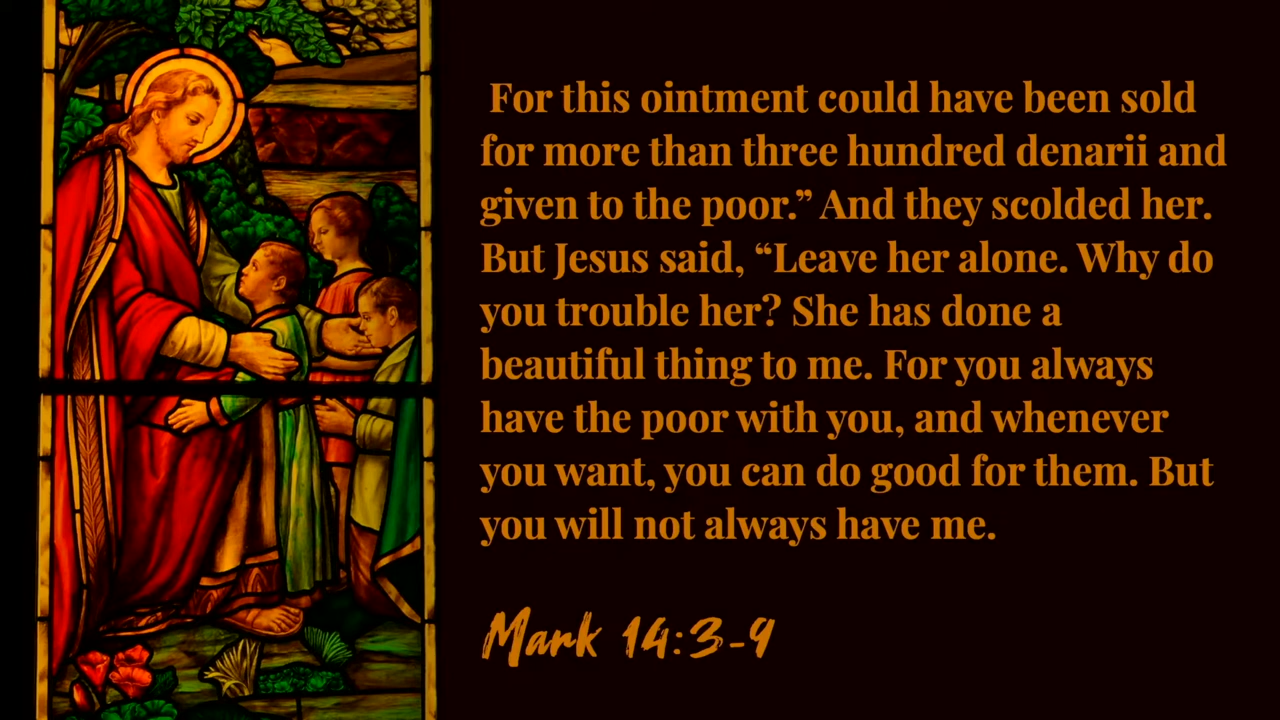 For this ointment could have been sold
for more than three hundred denarii and
given to the poor.” And they scolded her.
But Jesus said, “Leave her alone. Why do
you trouble her? She has done a
beautiful thing to me. For you always
have the poor with you, and whenever
you want, you can do good for them. But
you will not always have me.
Mark 14:3-9